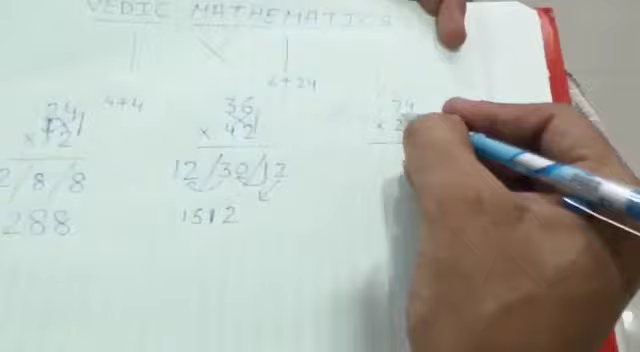 VEDIC MATHEMATICS
6+24
24 4+4 36 74
× 12 × 42 × 2
2/8/8 12/30/12
288 1512